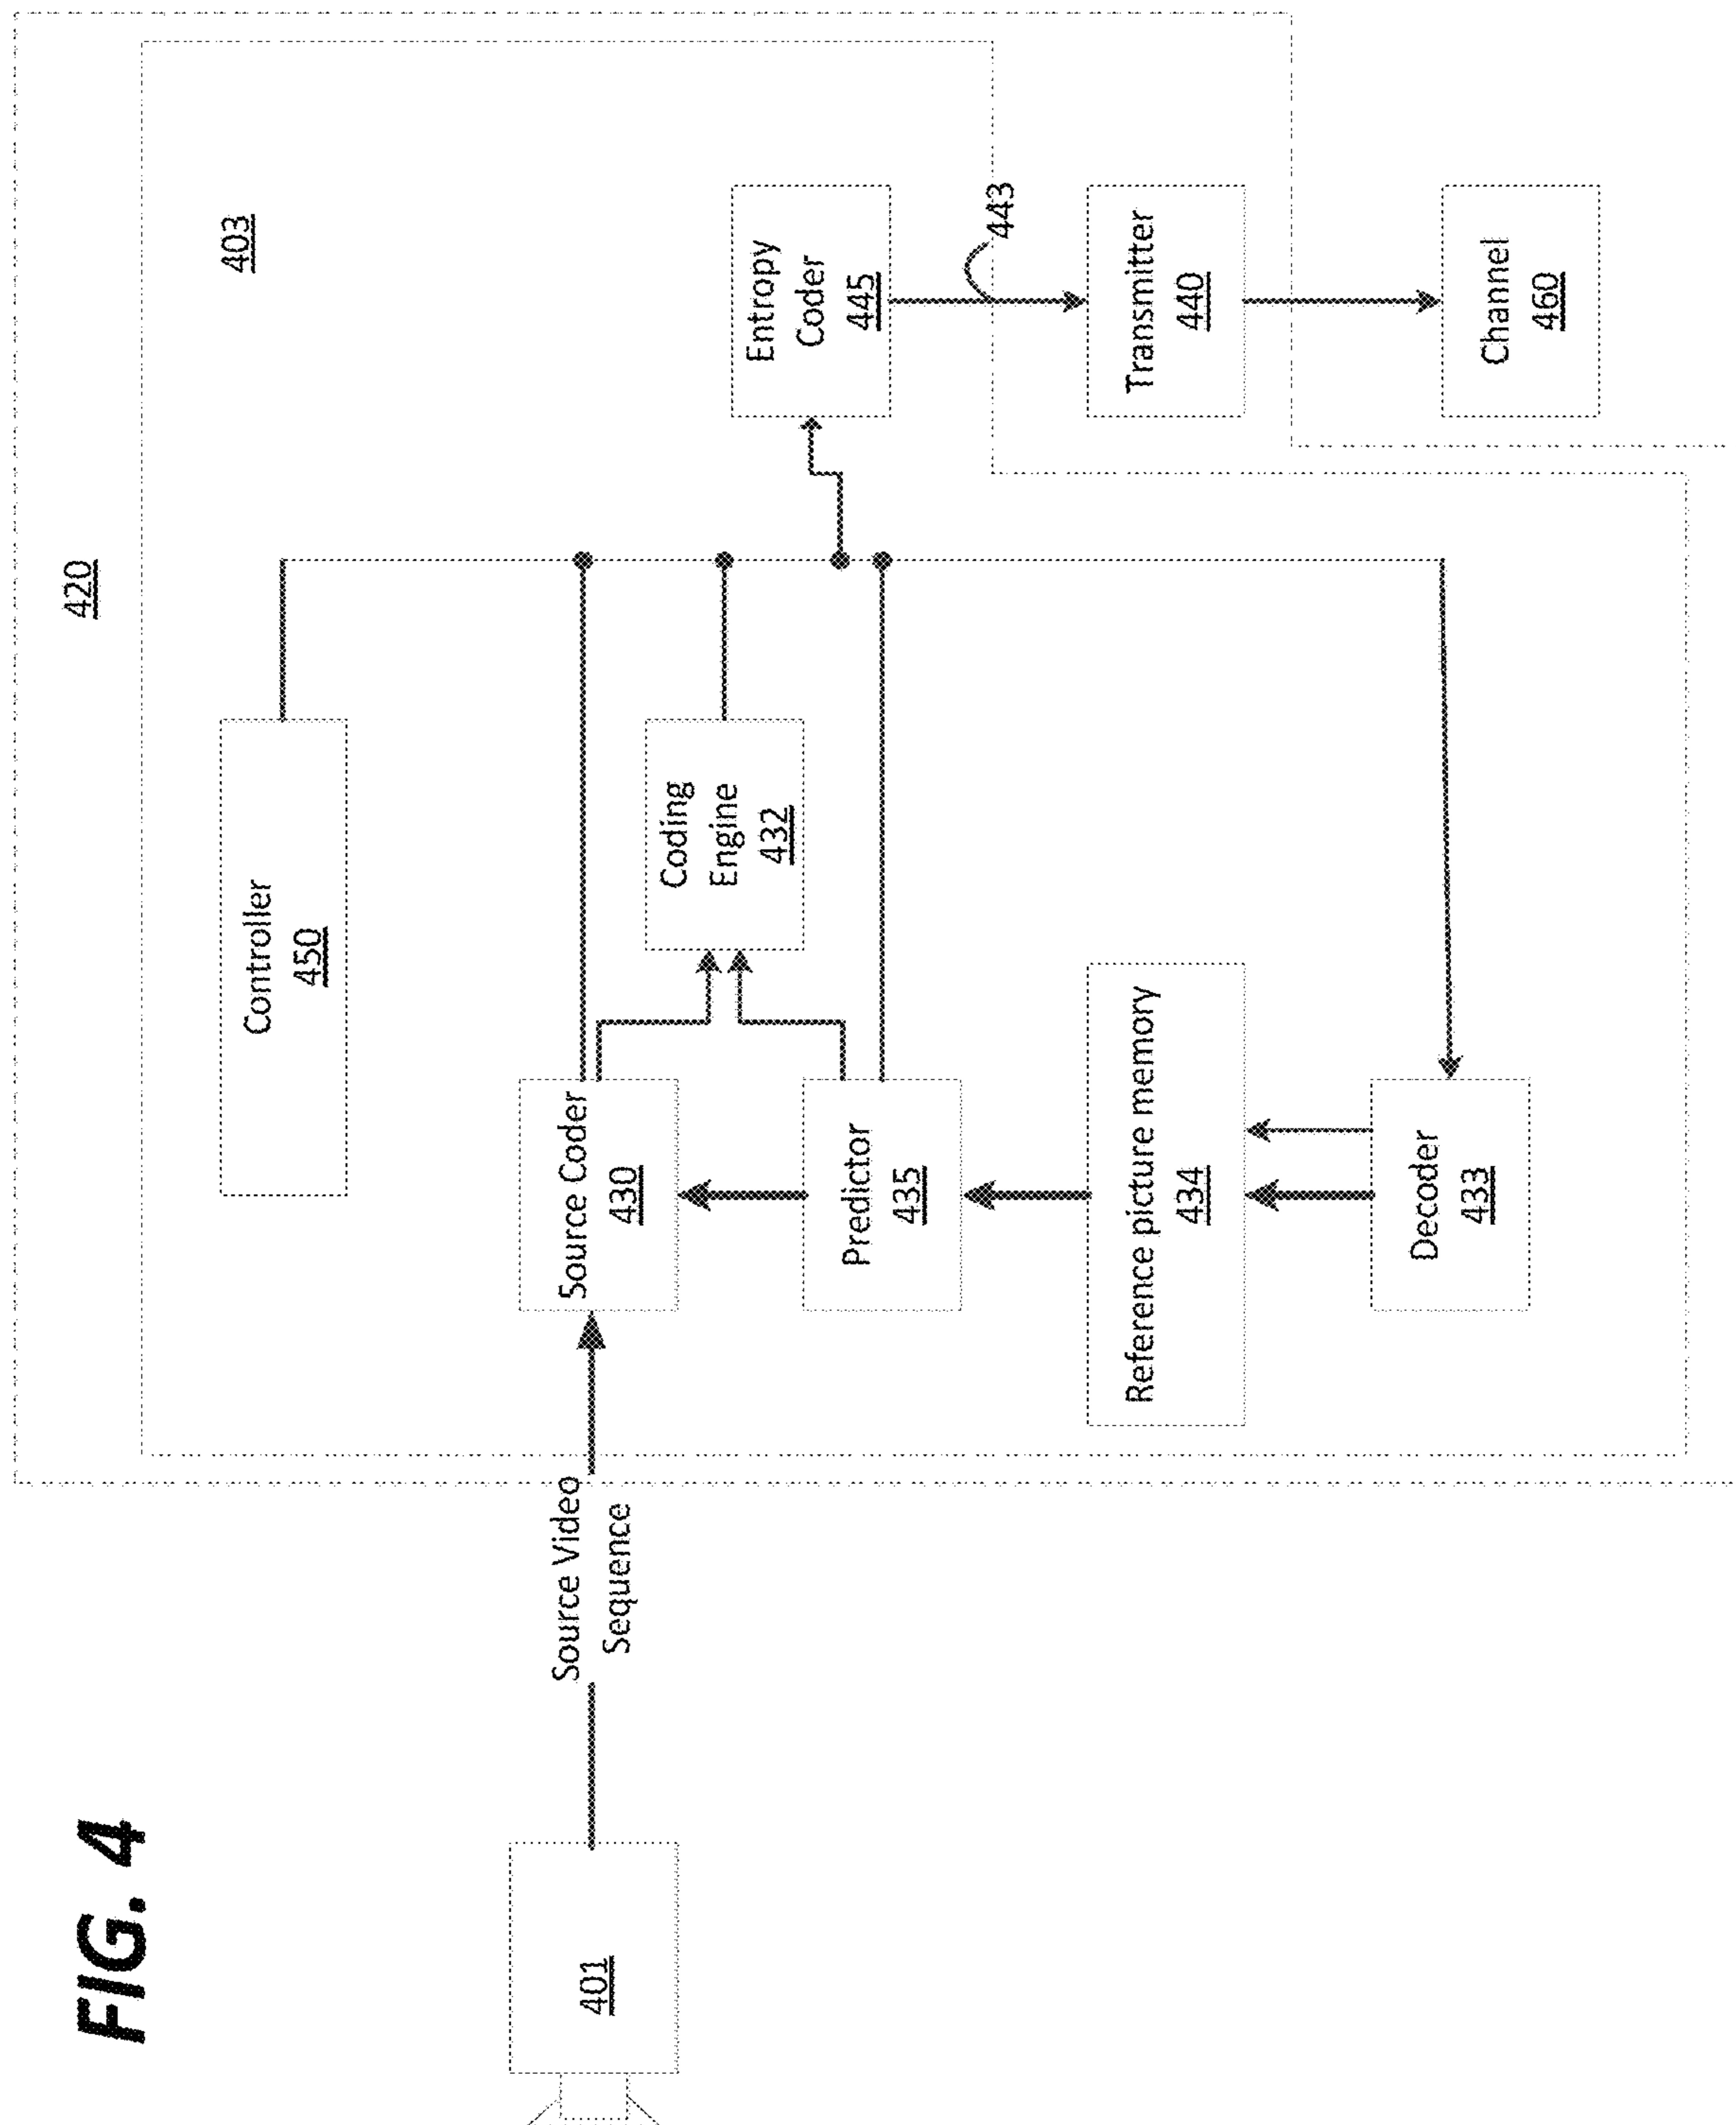 FIG. 4
420
403
401
Source Video
Sequence
Controller
450
Source Coder
430
Coding
Engine
432
Predictor
435
Reference picture memory
434
Decoder
433
Entropy
Coder
445
443
Transmitter
440
Channel
460